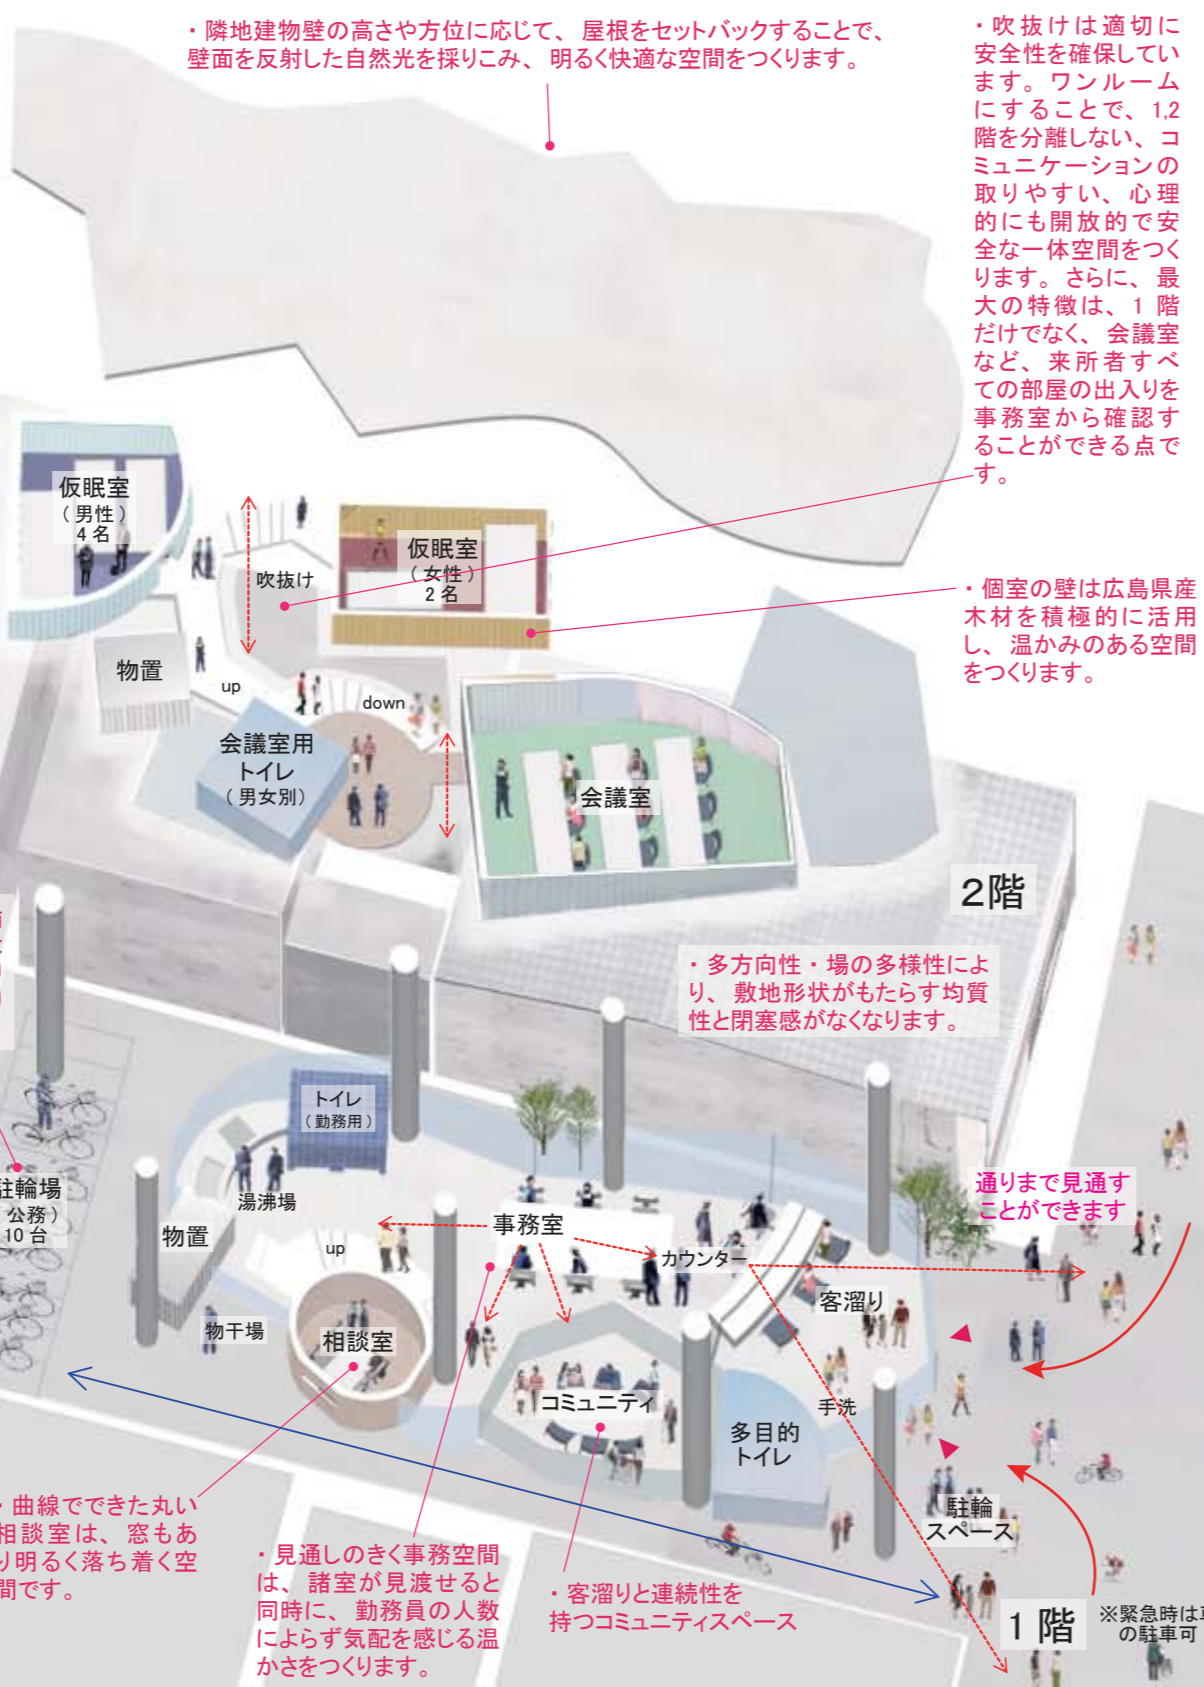 ・隣地建物壁の高さや方位に応じて、屋根をセットバックすることで、
壁面を反射した自然光を採りこみ、明るく快適な空間をつくります。
・吹抜けは適切に
安全性を確保してい
ます。ワンルーム
にすることで、1,2
階を分離しない、コ
ミュニケーションの
取りやすい、心理
的にも開放的で安
全な一体空間をつく
ります。さらに、最
大の特徴は、1階
だけでなく、会議室
など、来所者すべ
ての部屋の出入りを
事務室から確認す
ることができる点で
す。
仮眠室
(男性)
4名
吹抜け
仮眠室
(女性)
2名
・個室の壁は広島県産
木材を積極的に活用
し、温かみのある空間
をつくります。
物置
up
down
会議室用
トイレ
(男女別)
会議室
2階
・多方向性・場の多様性によ
り、敷地形状がもたらす均質
性と閉塞感がなくなります。
トイレ
(勤務用)
湯沸場
駐輪場
公務)
10台
物置
up
事務室
カウンター
通りまで見通す
ことができます
客溜り
物干場
相談室
コミュニティ
手洗
多目的
トイレ
駐輪
スペース
・曲線でできた丸い
相談室は、窓もあ
り明るく落ち着く空
間です。
・見通しのきく事務空間
は、諸室が見渡せると
同時に、勤務員の人数
によらず気配を感じる温
かさをつくります。
・客溜りと連続性を
持つコミュニティスペース
1階
※緊急時は
の駐車可